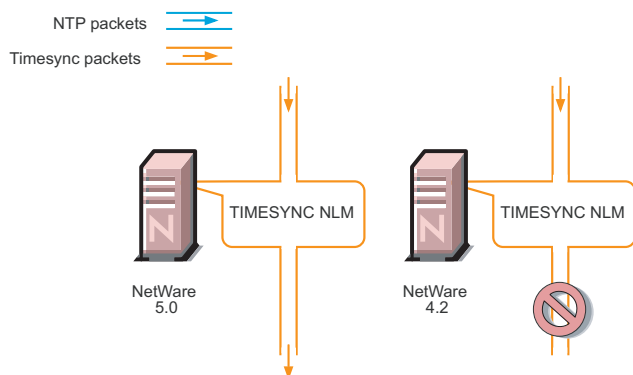 NTP packets
Timesync packets
TIMESYNC NLM
TIMESYNC NLM
N
N
NetWare
5.0
NetWare
4.2